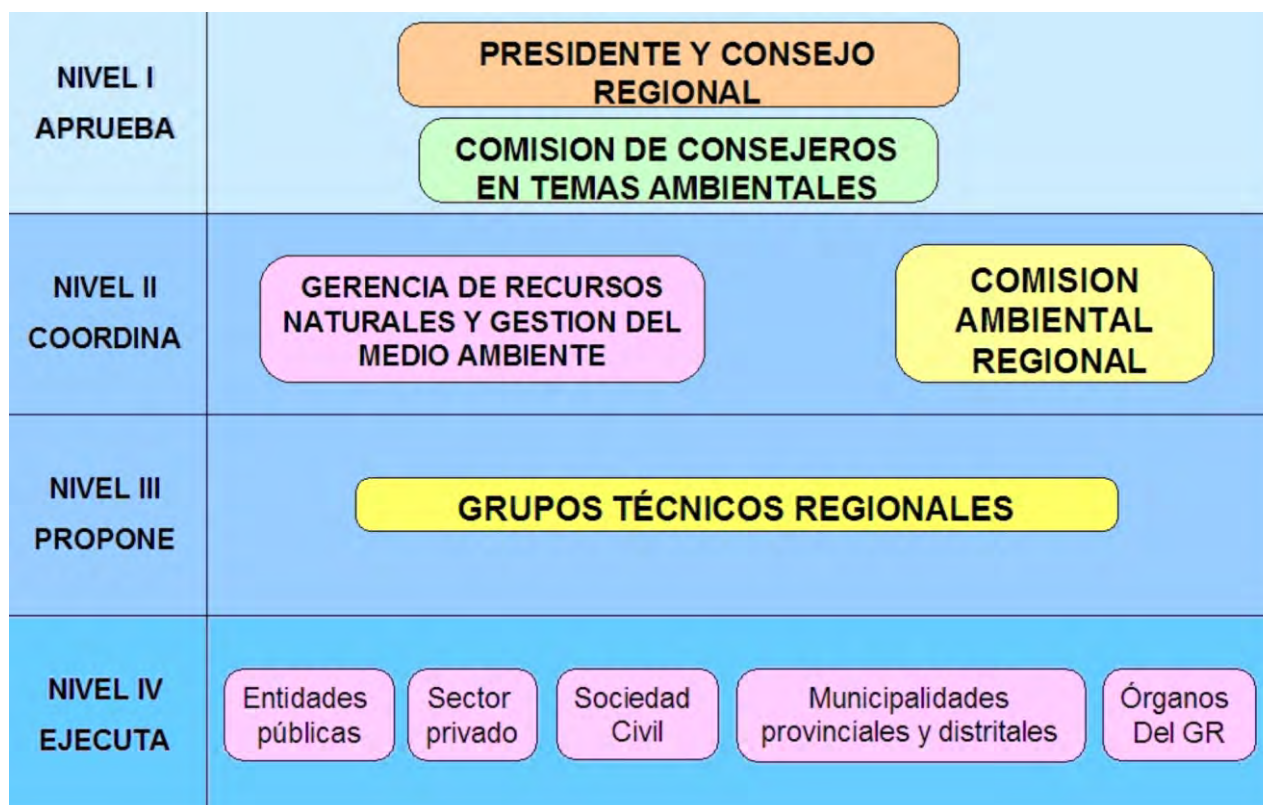 NIVEL I
APRUEBA
PRESIDENTE Y CONSEJO
REGIONAL
COMISION DE CONSEJEROS
EN TEMAS AMBIENTALES
NIVEL II
COORDINA
GERENCIA DE RECURSOS
NATURALES Y GESTION DEL
MEDIO AMBIENTE
COMISION
AMBIENTAL
REGIONAL
NIVEL III
PROPONE
GRUPOS TÉCNICOS REGIONALES
NIVEL IV
EJECUTA
Entidades
públicas
Sector
privado
Sociedad
Civil
Municipalidades
provinciales y distritales
Órganos
Del GR